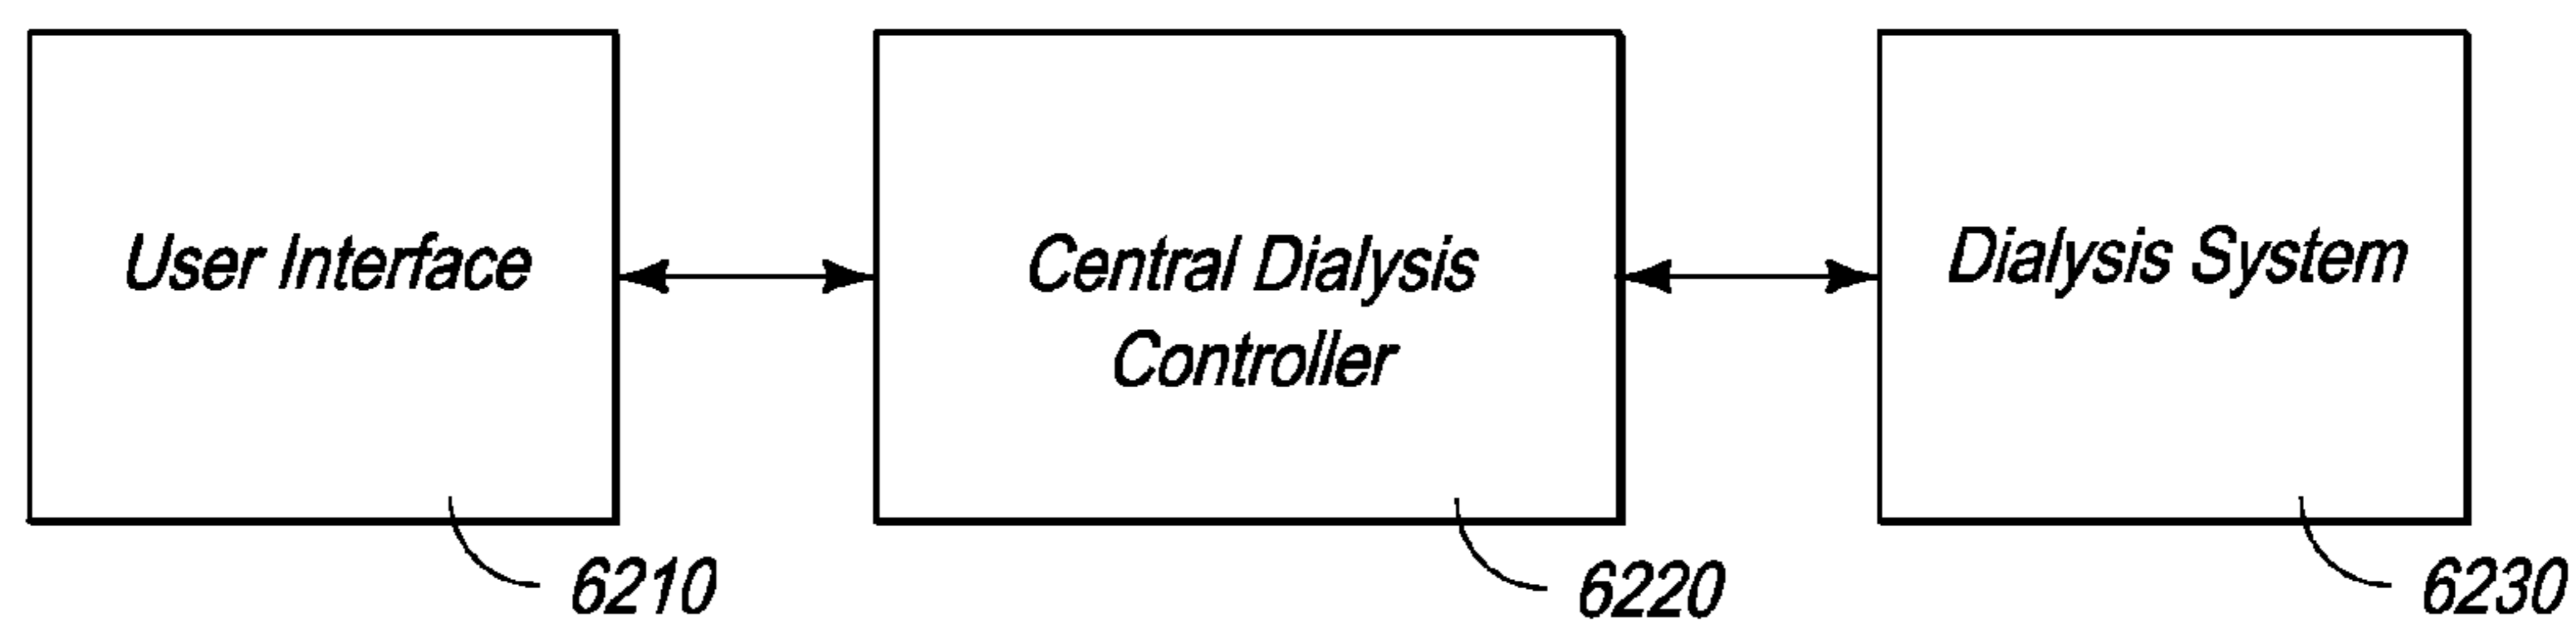 User Interface
Central Dialysis
Controller
Dialysis System
6210
6220
6230